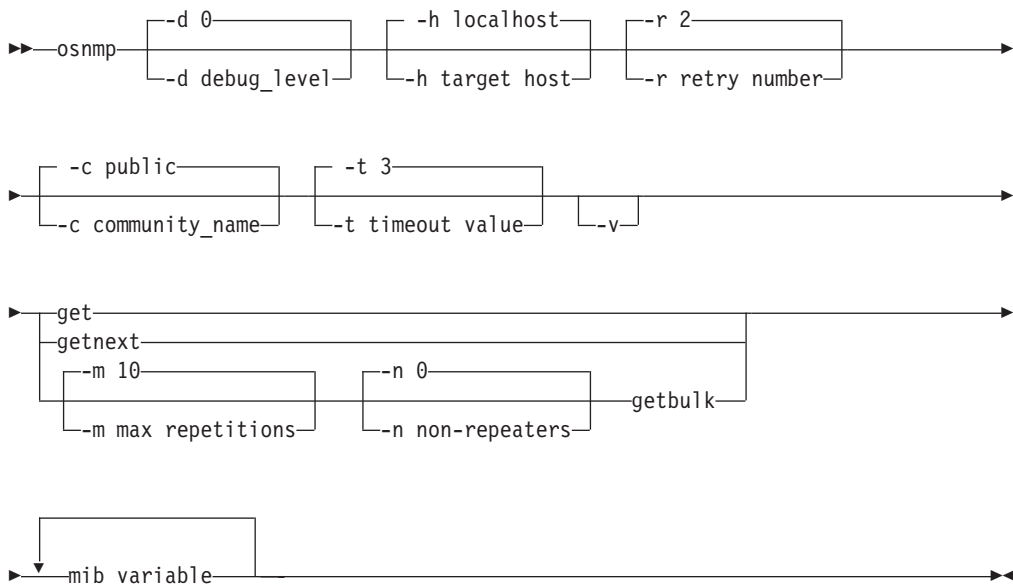 -d 0 -h localhost -r 2
osnmp
-d debug_level -h target host -r retry number
-c public -t 3
-c community_name -t timeout value -v
get
getnext
-m 10 -n 0
getbulk
-m max repetitions -n non-repeaters
mib variable